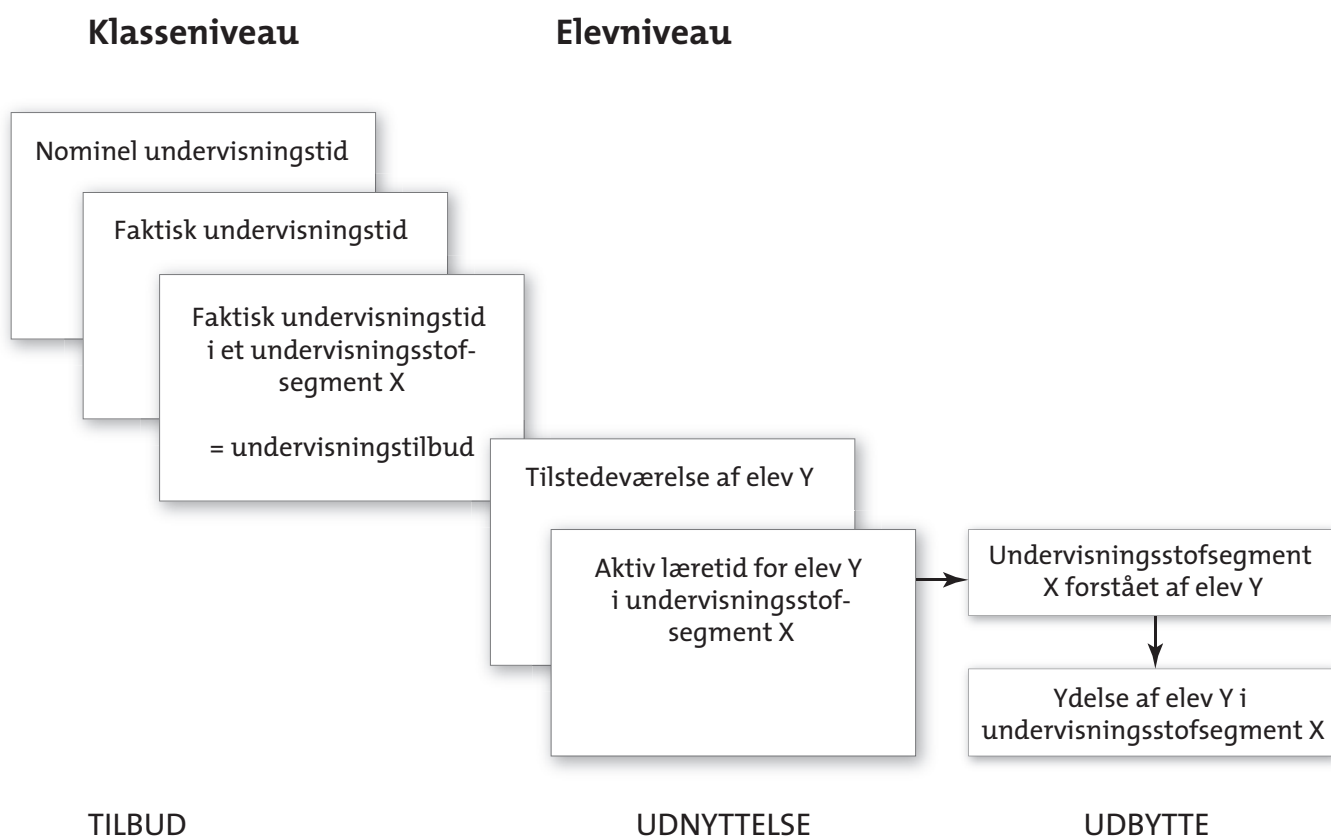 Klasseniveau
Elevniveau
Nominel undervisningstid
Faktisk undervisningstid
Faktisk undervisningstid
i et undervisningsstof-
segment X
= undervisningstilbud
Tilstedeværelse af elev Y
Aktiv læretid for elev Y
i undervisningsstof-
segment X
Undervisningsstofsegment
X forstået af elev Y
Ydelse af elev Y i
undervisningsstofsegment X
TILBUD
UDNYTTELSE
UDBYTTE